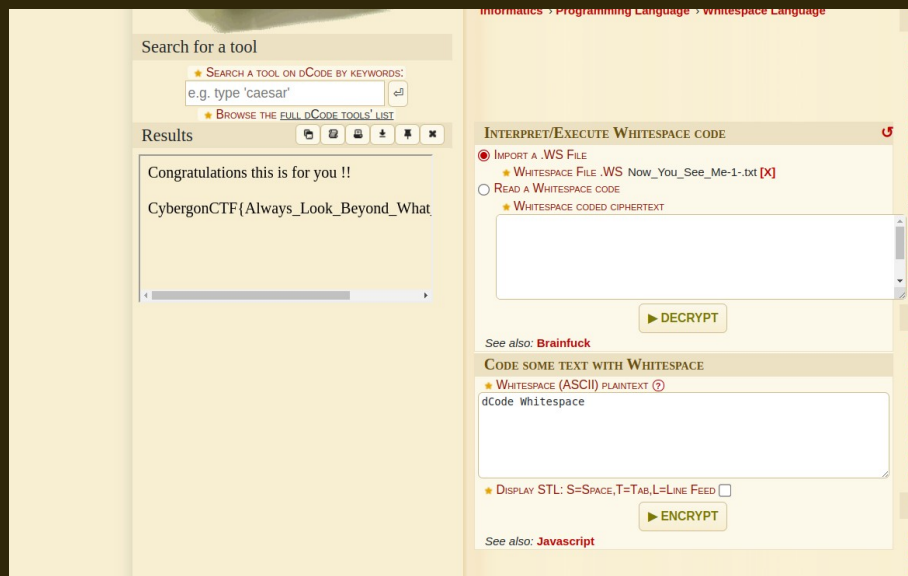 Informatics › Programming Language › Whitespace Language
Search for a tool
Search a tool on dCode by keywords:
e.g. type 'caesar'
Browse the full dCode tools' list
Results
Congratulations this is for you !!
CybergonCTF{Always_Look_Beyond_What_
Interpret/Execute Whitespace code
Import a .WS File
Whitespace File .WS Now_You_See_Me-1-.txt [X]
Read a Whitespace code
Whitespace coded ciphertext
▶ DECRYPT
See also: Brainfuck
Code some text with Whitespace
Whitespace (ASCII) plaintext ?
dCode Whitespace
Display STL: S=Space,T=Tab,L=Line Feed
▶ ENCRYPT
See also: Javascript